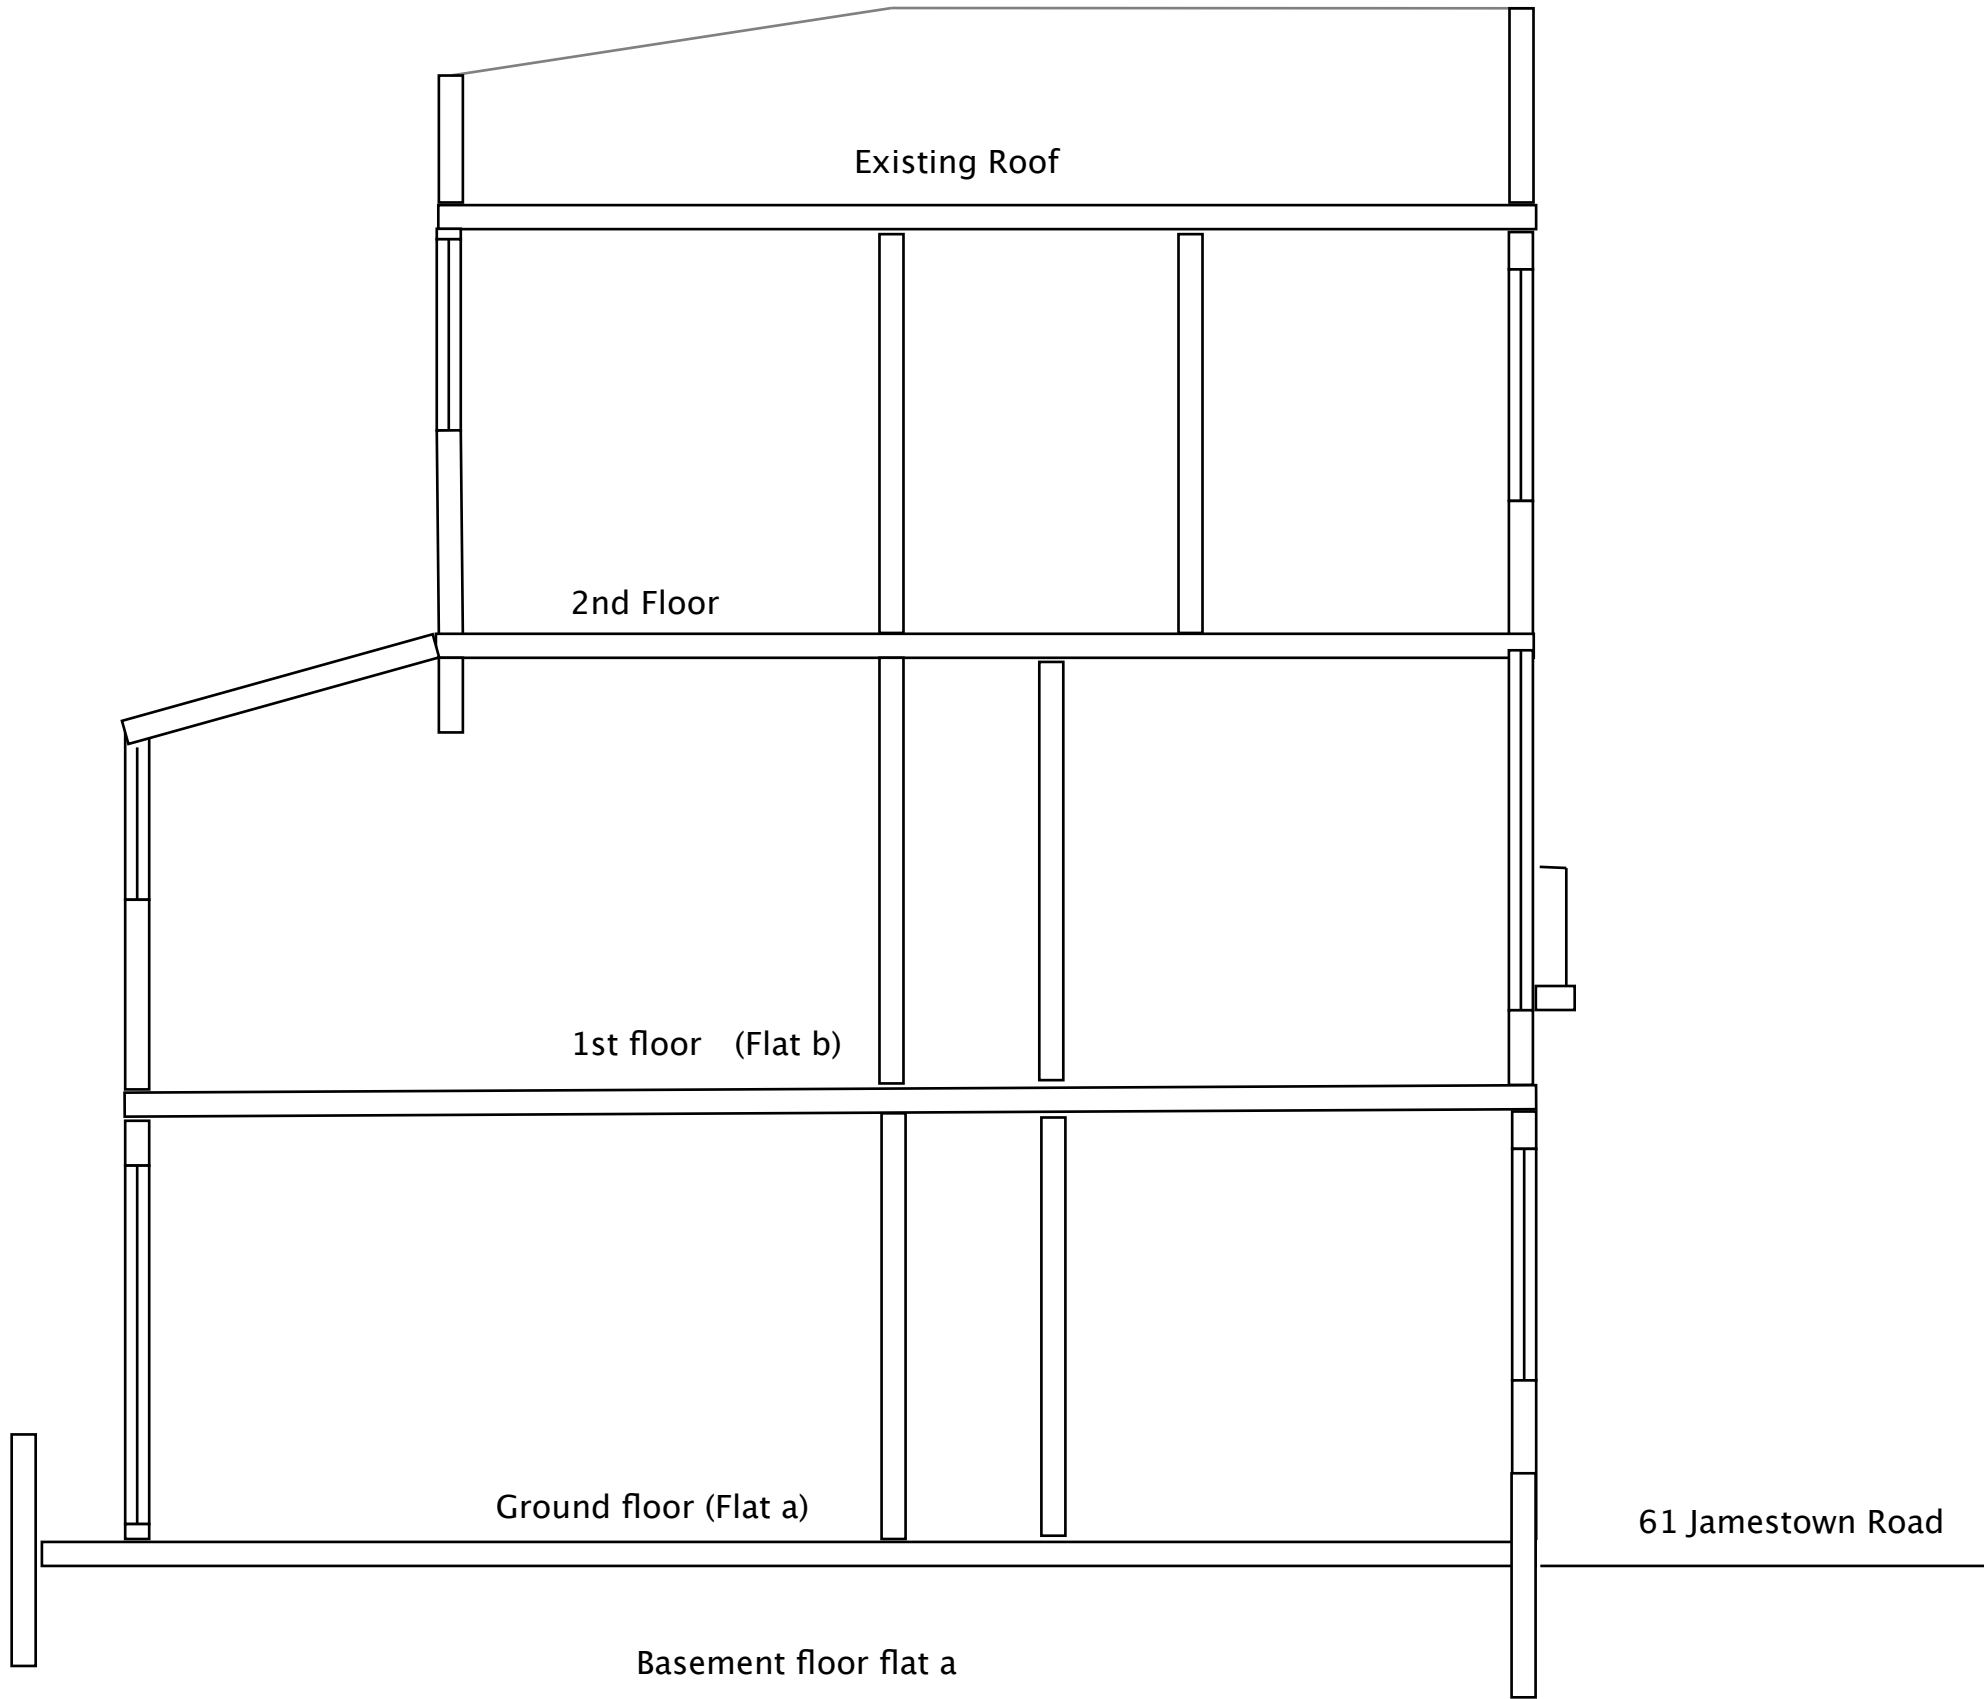 Existing Roof
2nd Floor
1st floor (Flat b)
Ground floor (Flat a)
61 Jamestown Road
Basement floor flat a